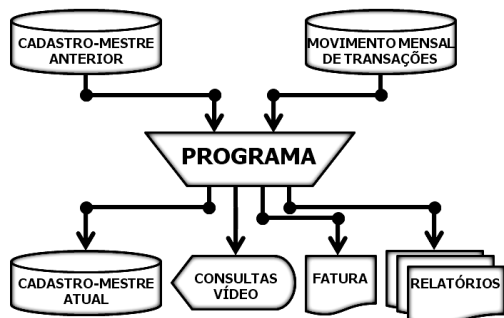 CADASTRO-MESTRE
ANTERIOR
MOVIMENTO MENSAL
DE TRANSAÇÕES
PROGRAMA
CADASTRO-MESTRE
ATUAL
CONSULTAS
VÍDEO
FATURA
RELATÓRIOS